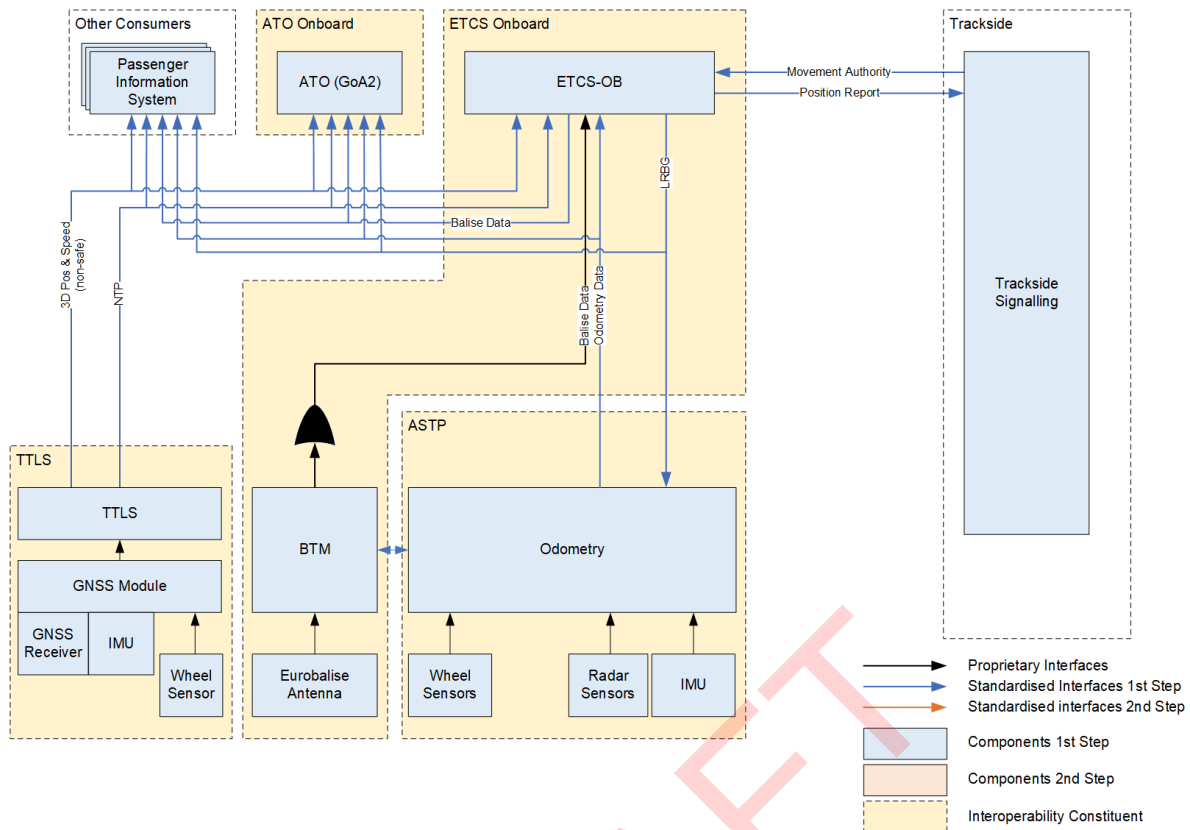 Other Consumers
ATO Onboard
ETCS Onboard
Trackside
Passenger
Information
System
ATO (GoA2)
ETCS-OB
Movement Authority
Position Report
LRBG
Balise Data
3D Pos & Speed
(non-safe)
NTP
Balise Data
Odometry Data
Trackside
Signalling
TTLS
ASTP
TTLS
BTM
Odometry
GNSS Module
GNSS
Receiver
IMU
Wheel
Sensor
Eurobalise
Antenna
Wheel
Sensors
Radar
Sensors
IMU
Proprietary Interfaces
Standardised Interfaces 1st Step
Standardised interfaces 2nd Step
Components 1st Step
Components 2nd Step
Interoperability Constituent